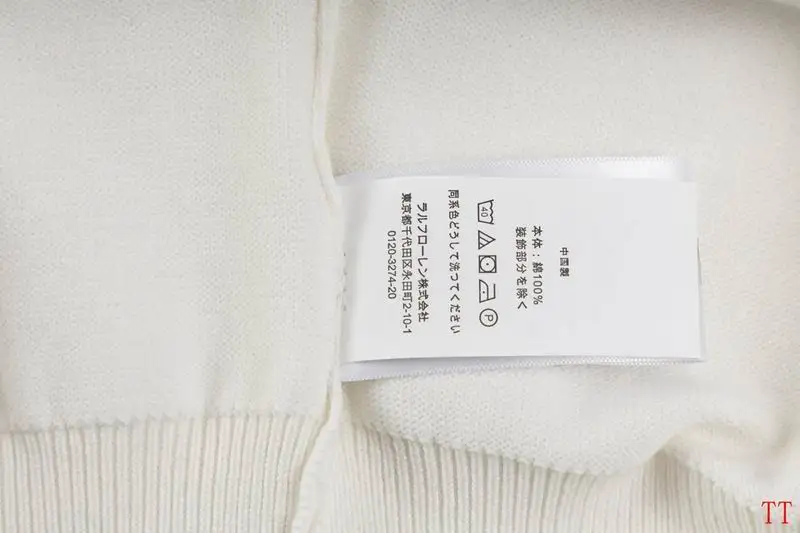 中国製
本体：綿100%
装飾部分を除く
40
P
同系色どうして洗ってください
ラルフローレン株式会社
東京都千代田区永田町2-10-1
0120-3274-20
TT